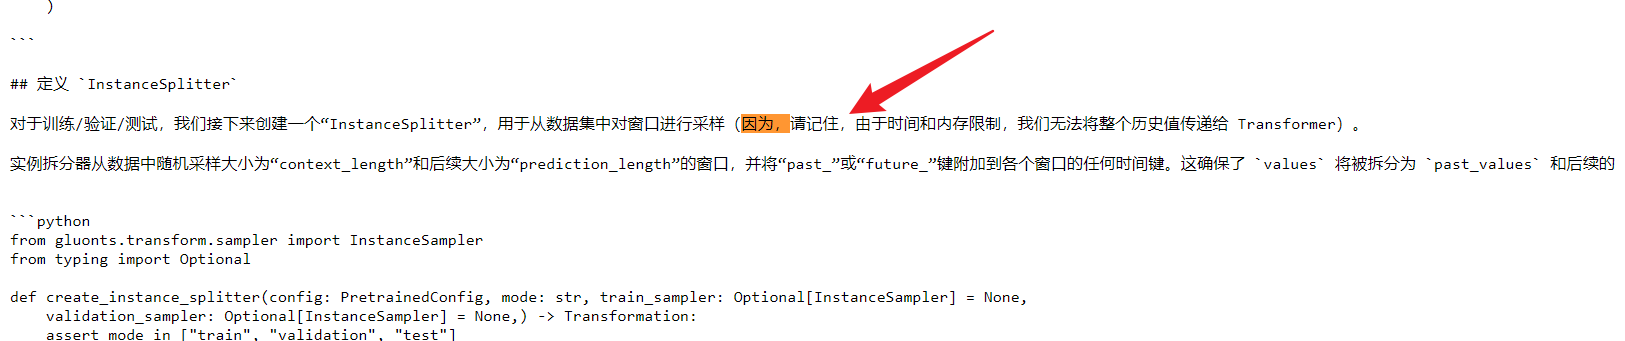 )
```
## 定义 `InstanceSplitter`
对于训练/验证/测试，我们接下来创建一个“InstanceSplitter”，用于从数据集中对窗口进行采样（因为，请记住，由于时间和内存限制，我们无法将整个历史值传递给 Transformer）。
实例拆分器从数据中随机采样大小为“context_length”和后续大小为“prediction_length”的窗口，并将“past_”或“future_”键附加到各个窗口的任何时间键。这确保了 `values` 将被拆分为 `past_values` 和后续的
```python
from gluonts.transform.sampler import InstanceSampler
from typing import Optional
def create_instance_splitter(config: PretrainedConfig, mode: str, train_sampler: Optional[InstanceSampler] = None,
validation_sampler: Optional[InstanceSampler] = None,) -> Transformation:
assert mode in ["train", "validation", "test"]